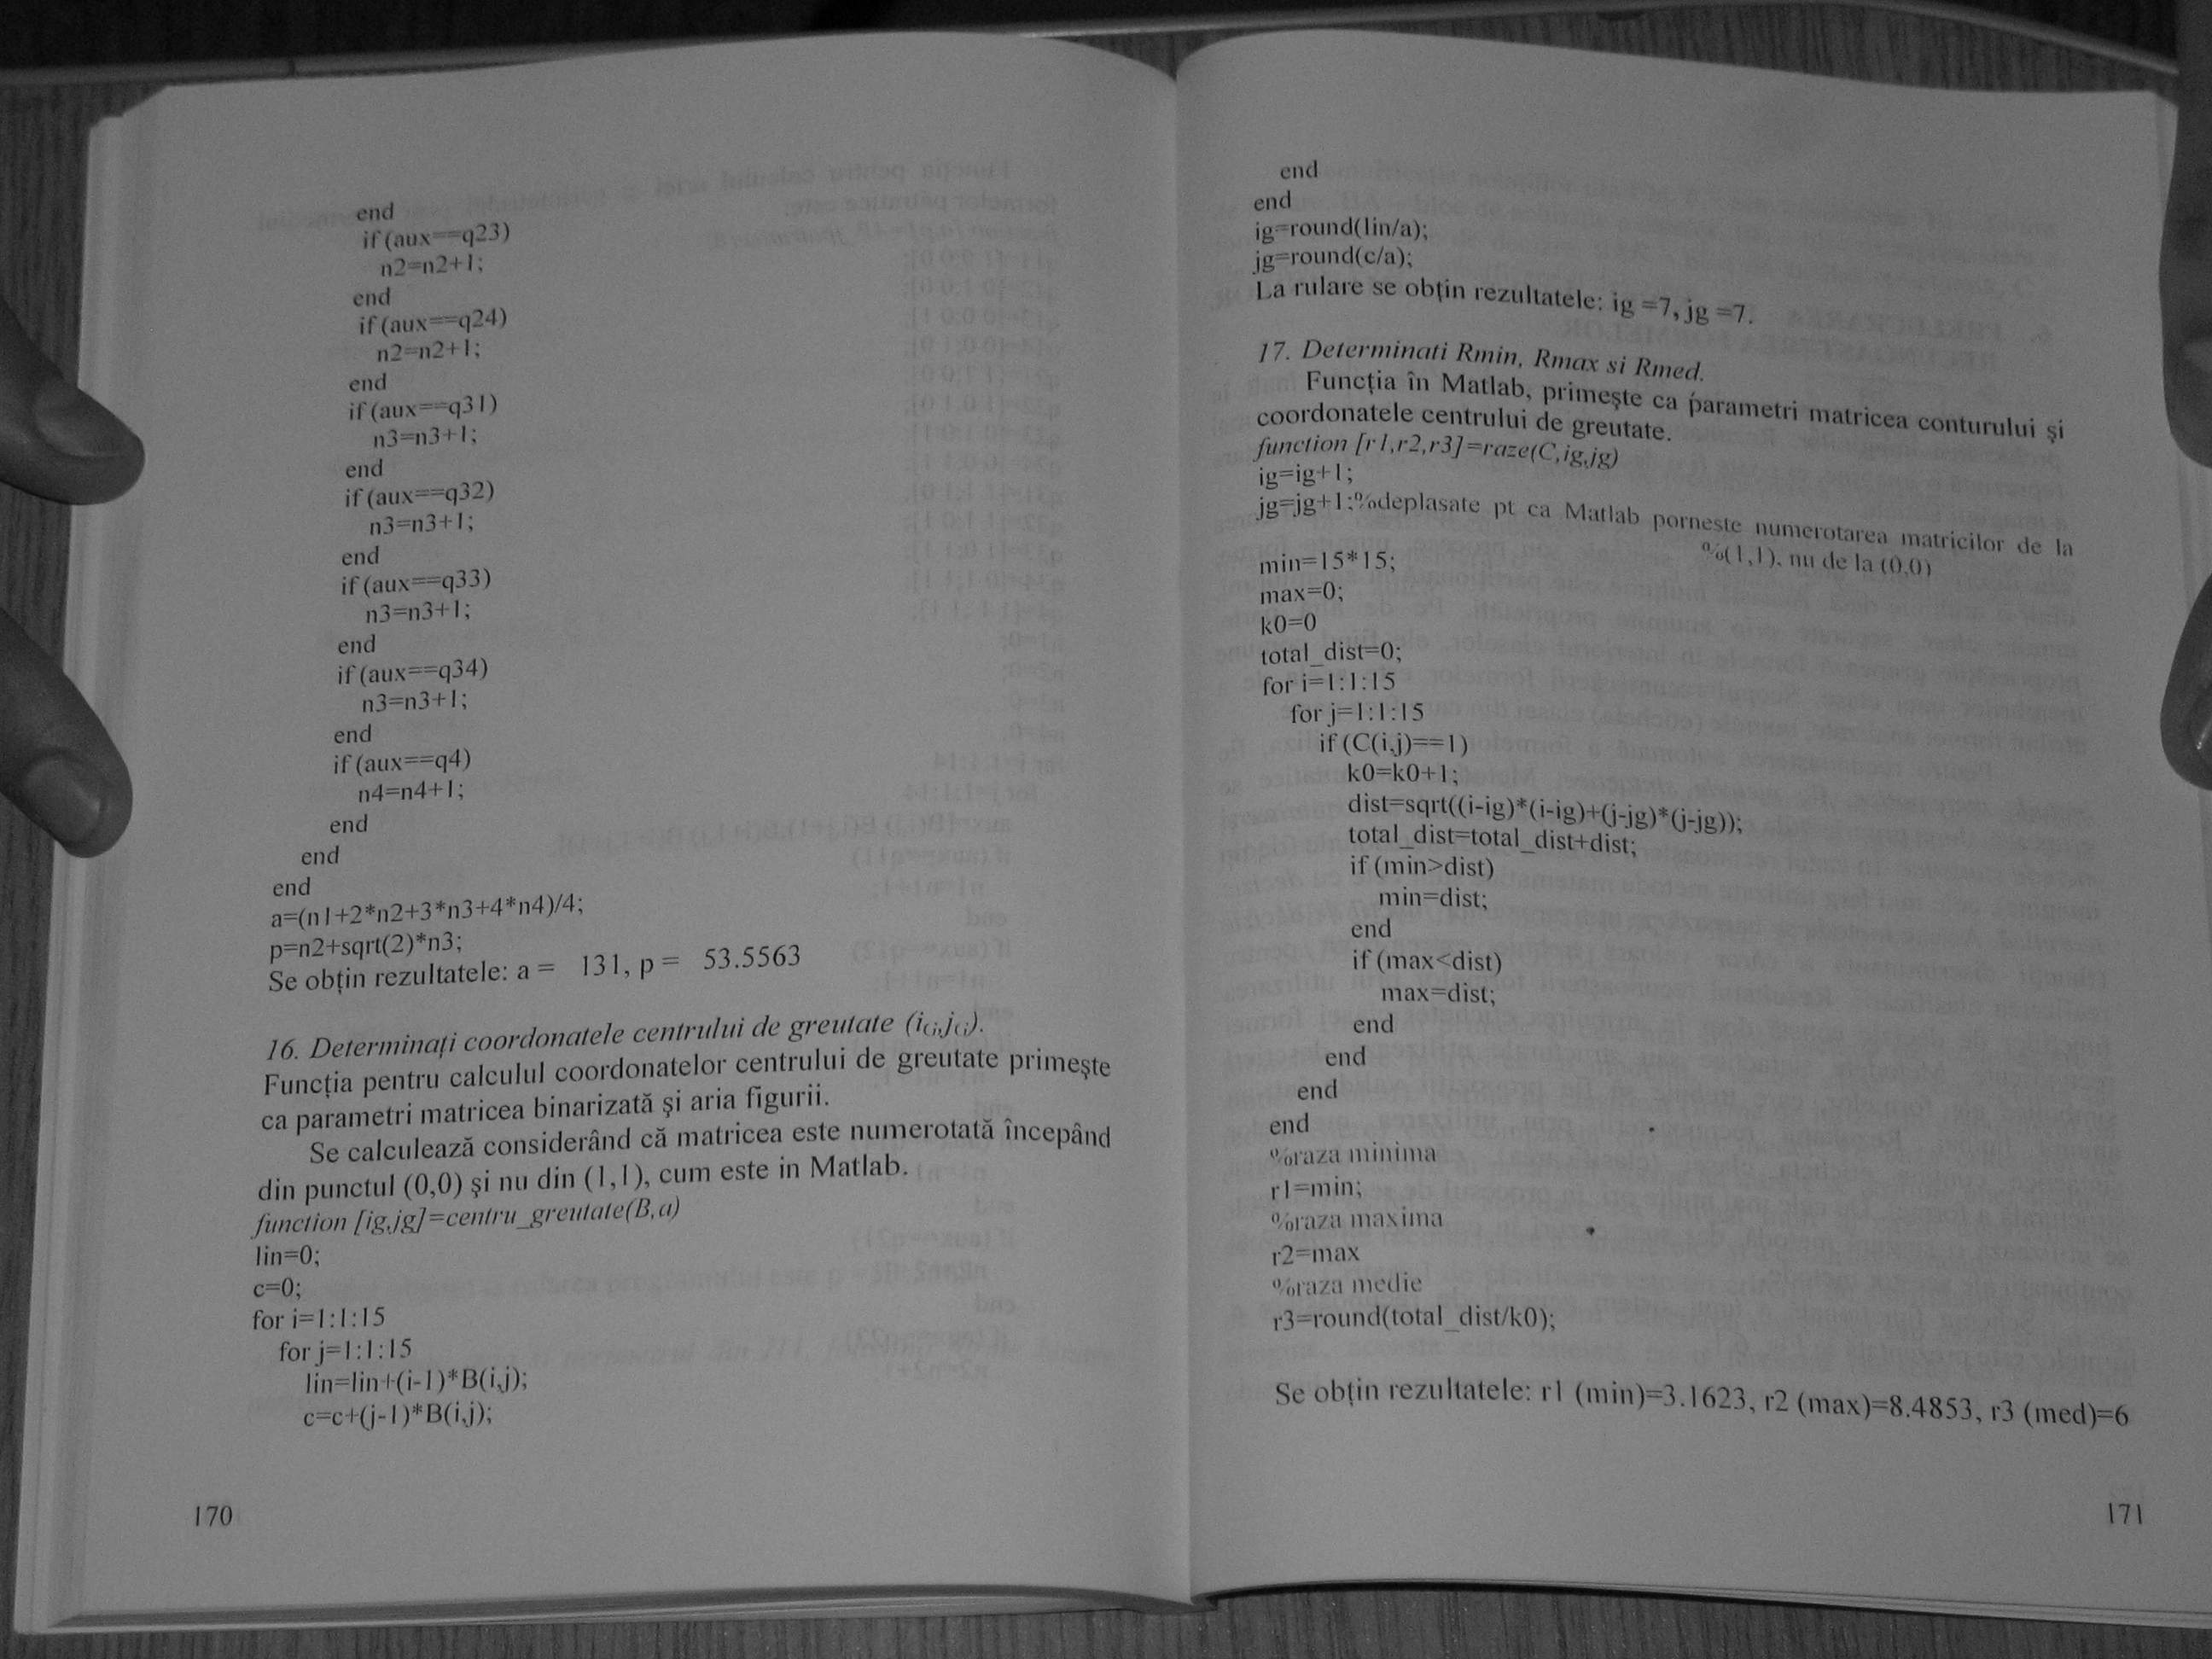 end
if (aux==q23)
n2=n2+1;
end
if (aux==q24)
n2=n2+1;
end
if (aux==q31)
n3=n3+1;
end
if (aux==q32)
n3=n3+1;
end
if (aux==q33)
n3=n3+1;
end
if (aux==q34)
n3=n3+1;
end
if (aux==q4)
n4=n4+1;
end
end
end
a=(n1+2*n2+3*n3+4*n4)/4;
p=n2+sqrt(2)*n3;
Se obțin rezultatele: a = 131, p = 53.5563
16. Determinați coordonatele centrului de greutate (iG,jG).
Funcția pentru calculul coordonatelor centrului de greutate primește
ca parametri matricea binarizată și aria figurii.
Se calculează considerând că matricea este numerotată începând
din punctul (0,0) și nu din (1,1), cum este in Matlab.
function [ig,jg]=centru_greutate(B,a)
lin=0;
c=0;
for i=1:1:15
for j=1:1:15
lin=lin+(i-1)*B(i,j);
c=c+(j-1)*B(i,j);
170
end
end
ig=round(lin/a);
jg=round(c/a);
La rulare se obțin rezultatele: ig =7, jg =7.
17. Determinati Rmin, Rmax si Rmed.
Funcția în Matlab, primește ca parametri matricea conturului și
coordonatele centrului de greutate.
function [r1,r2,r3]=raze(C,ig,jg)
ig=ig+1;
jg=jg+1;%deplasate pt ca Matlab porneste numerotarea matricilor de la
%(1,1), nu de la (0,0)
min=15*15;
max=0;
k0=0
total_dist=0;
for i=1:1:15
for j=1:1:15
if (C(i,j)==1)
k0=k0+1;
dist=sqrt((i-ig)*(i-ig)+(j-jg)*(j-jg));
total_dist=total_dist+dist;
if (min>dist)
min=dist;
end
if (max<dist)
max=dist;
end
end
end
end
%raza minima
r1=min;
%raza maxima
r2=max
%raza medie
r3=round(total_dist/k0);
Se obțin rezultatele: r1 (min)=3.1623, r2 (max)=8.4853, r3 (med)=6
171